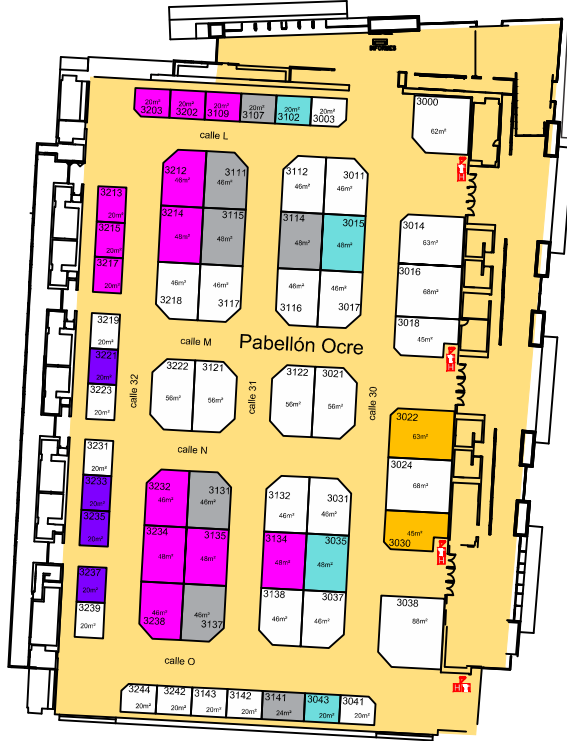 20m² 20m² 20m² 20m² 20m² 20m²
3203 3202 3109 3107 3102 3003
3000
62m²
calle L
3212 3111 3112 3011
46m² 46m² 46m² 46m²
3213
20m²
3214 3115 3114 3015
48m² 48m² 48m² 48m²
3014
63m²
3215
20m²
3217
20m²
3016
68m²
46m² 46m² 46m² 46m²
3218 3117 3116 3017
3219
20m²
3018
45m²
calle M
Pabellón Ocre
3221
20m²
3222 3121 3122 3021
56m² 56m² 56m² 56m²
3223
20m²
calle 32
calle 31
calle 30
3022
63m²
3231
20m²
calle N
3024
68m²
3233
20m²
3232 3131 3132 3031
46m² 46m² 46m² 46m²
3235
20m²
45m²
3030
3234 3135 3134 3035
48m² 48m² 48m² 48m²
3237
20m²
3239
20m²
46m² 46m²
3238 3137
3138 3037
46m² 46m²
3038
88m²
calle O
3244 3242 3143 3142 3141 3043 3041
20m² 20m² 20m² 20m² 24m² 20m² 20m²